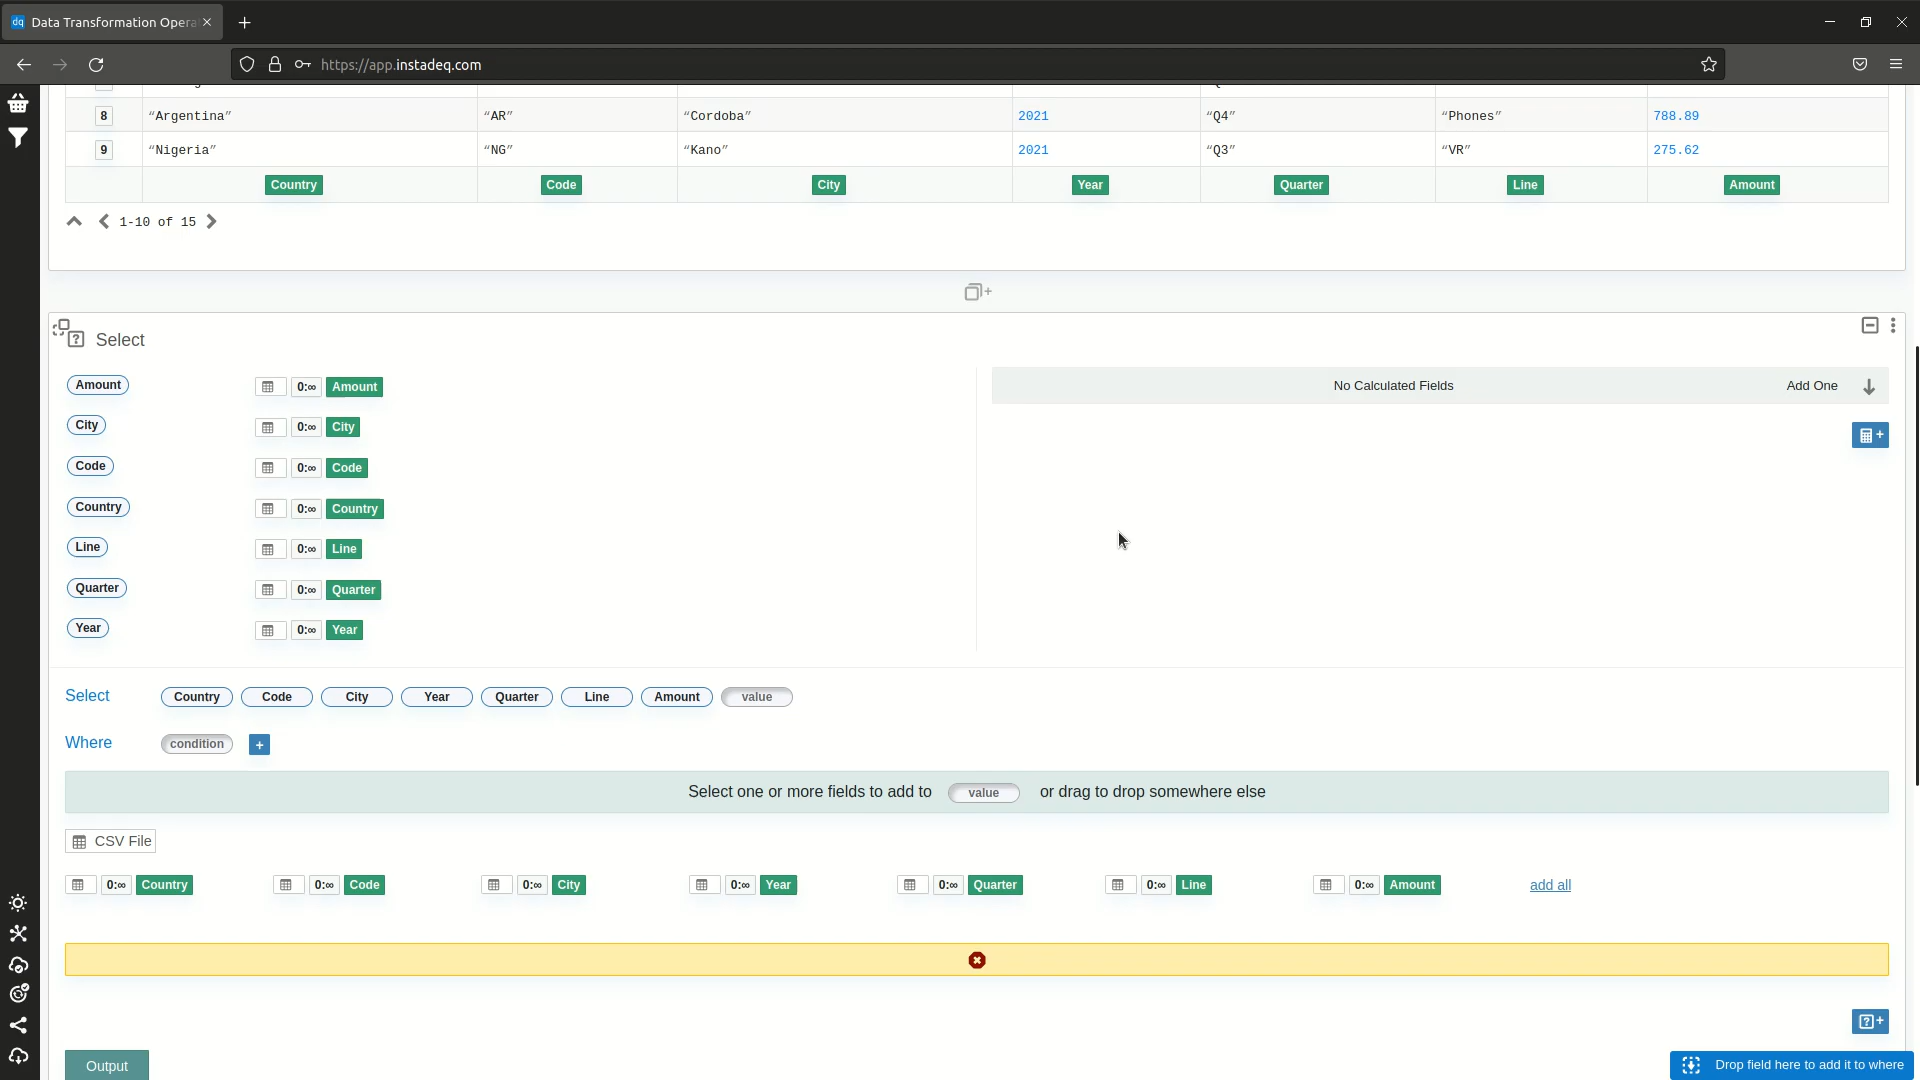 dq Data Transformation Opera
https://app.instadeq.com
8 “Argentina” “AR” “Cordoba” 2021 “Q4” “Phones” 788.89
9 “Nigeria” “NG” “Kano” 2021 “Q3” “VR” 275.62
Country Code City Year Quarter Line Amount
1-10 of 15
Select
Amount 0:∞ Amount
No Calculated Fields Add One
City 0:∞ City
Code 0:∞ Code
Country 0:∞ Country
Line 0:∞ Line
Quarter 0:∞ Quarter
Year 0:∞ Year
Select Country Code City Year Quarter Line Amount value
Where condition +
Select one or more fields to add to value or drag to drop somewhere else
CSV File
0:∞ Country 0:∞ Code 0:∞ City 0:∞ Year 0:∞ Quarter 0:∞ Line 0:∞ Amount add all
Output
Drop field here to add it to where